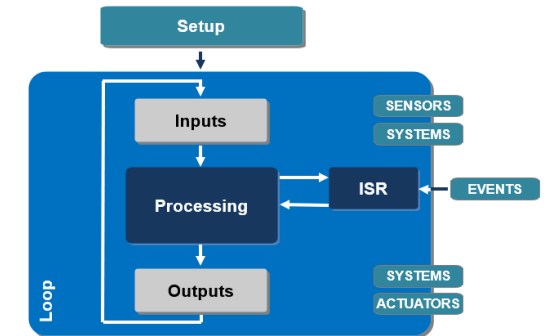 Setup
Inputs
SENSORS
SYSTEMS
Processing
ISR
EVENTS
Outputs
SYSTEMS
ACTUATORS
Loop